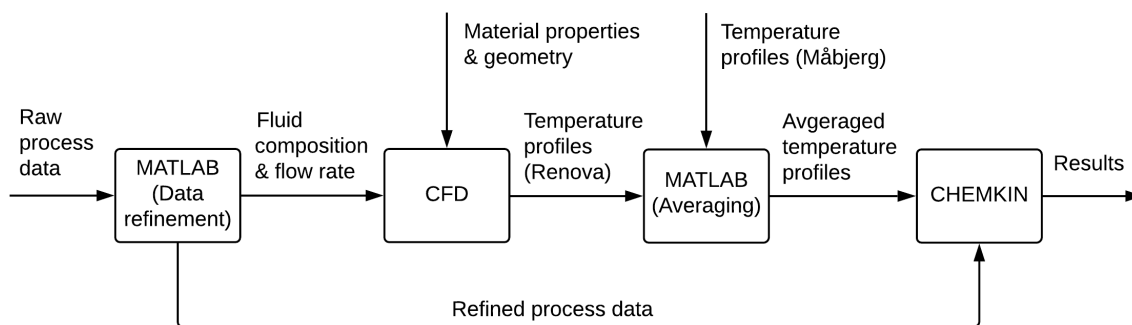 Raw
process
data
MATLAB
(Data
refinement)
Fluid
composition
& flow rate
Material properties
& geometry
CFD
Temperature
profiles
(Renova)
Temperature
profiles (Måbjerg)
MATLAB
(Averaging)
Avgeraged
temperature
profiles
CHEMKIN
Results
Refined process data